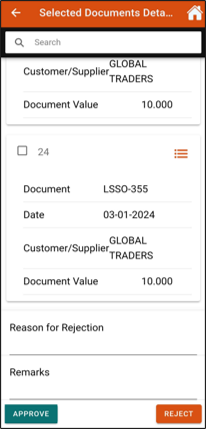 Selected Documents Deta...
Search
Customer/Supplier GLOBAL
TRADERS
Document Value 10.000
24
Document LSSO-355
Date 03-01-2024
Customer/Supplier GLOBAL
TRADERS
Document Value 10.000
Reason for Rejection
Remarks
APPROVE REJECT